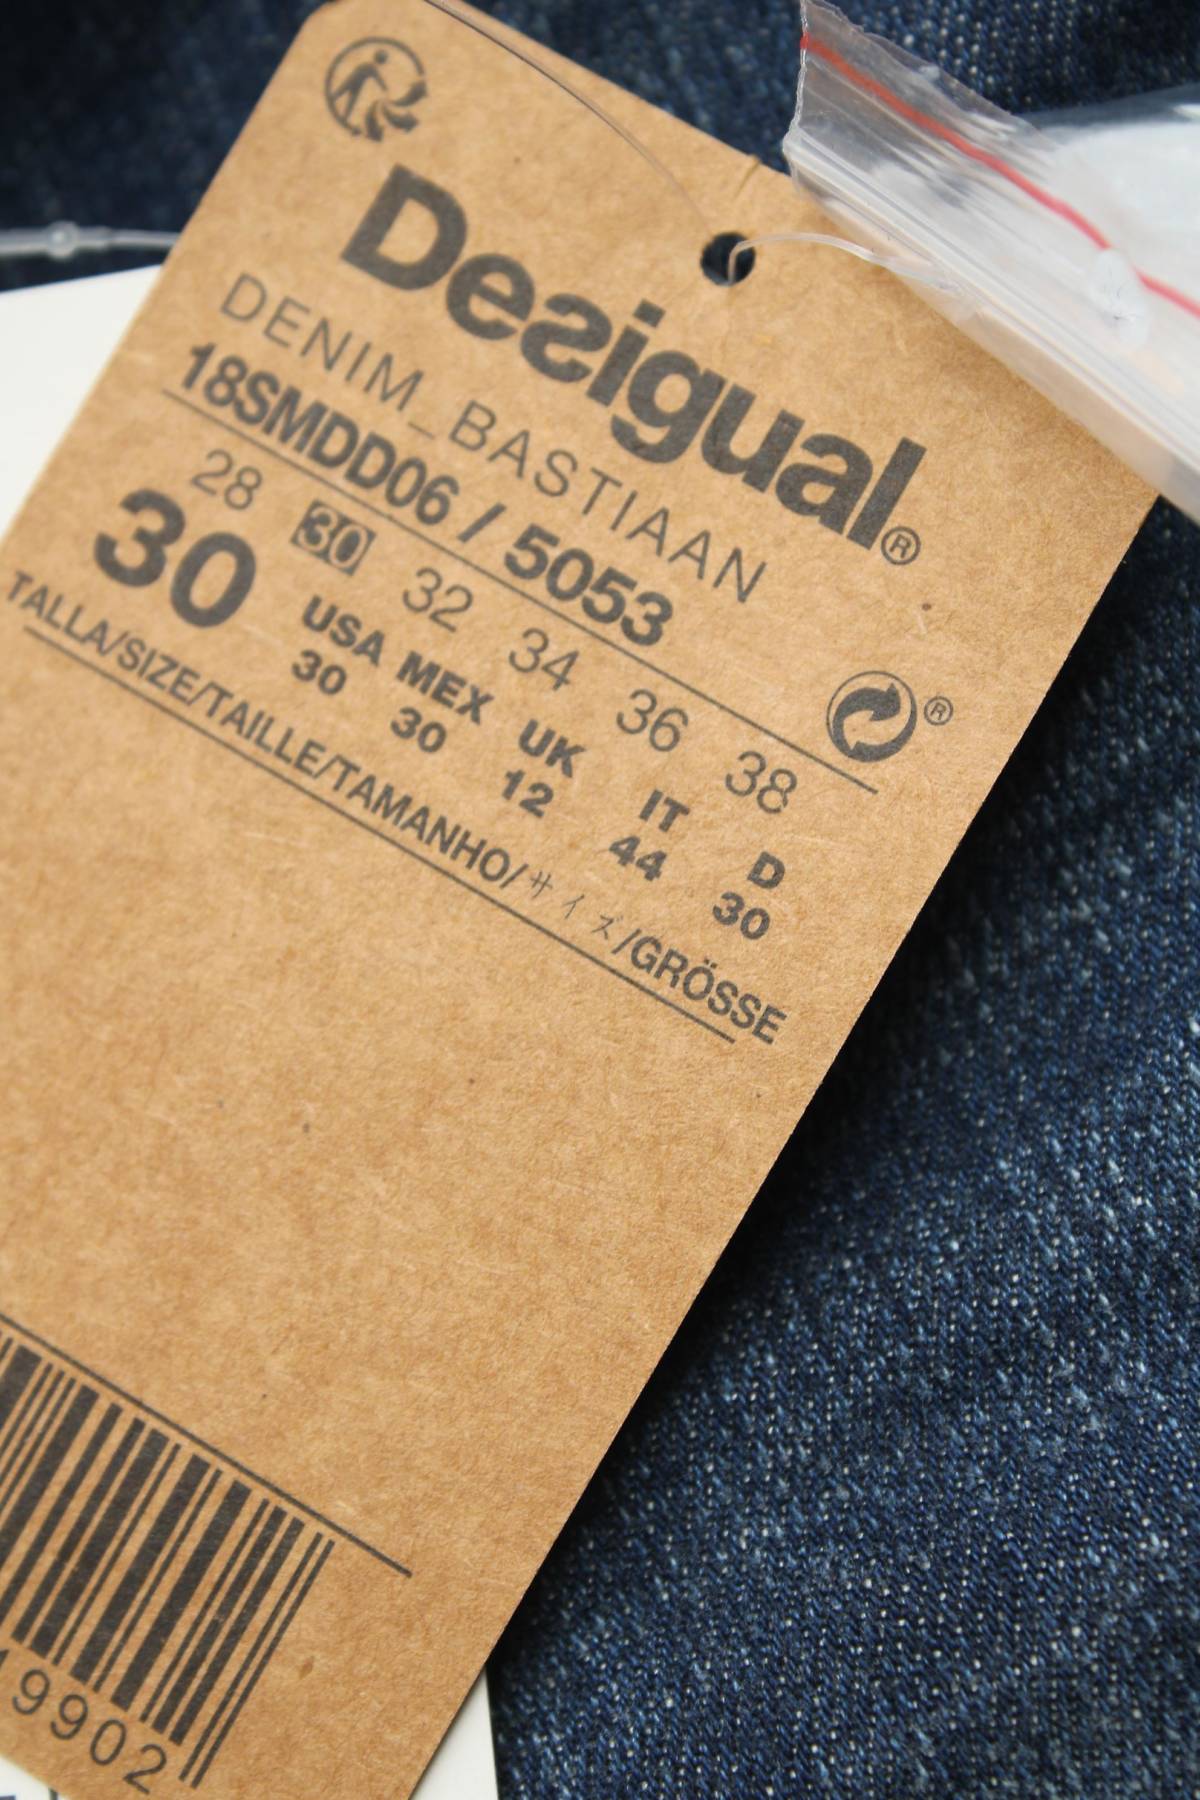 Desigual®
DENIM_BASTIAAN
18SMDD06 / 5053
28 30 32 34 36 38
®
30
USA MEX UK IT D
30 30 12 44 30
TALLA/SIZE/TAILLE/TAMANHO/サイズ/GRÖSSE
9902